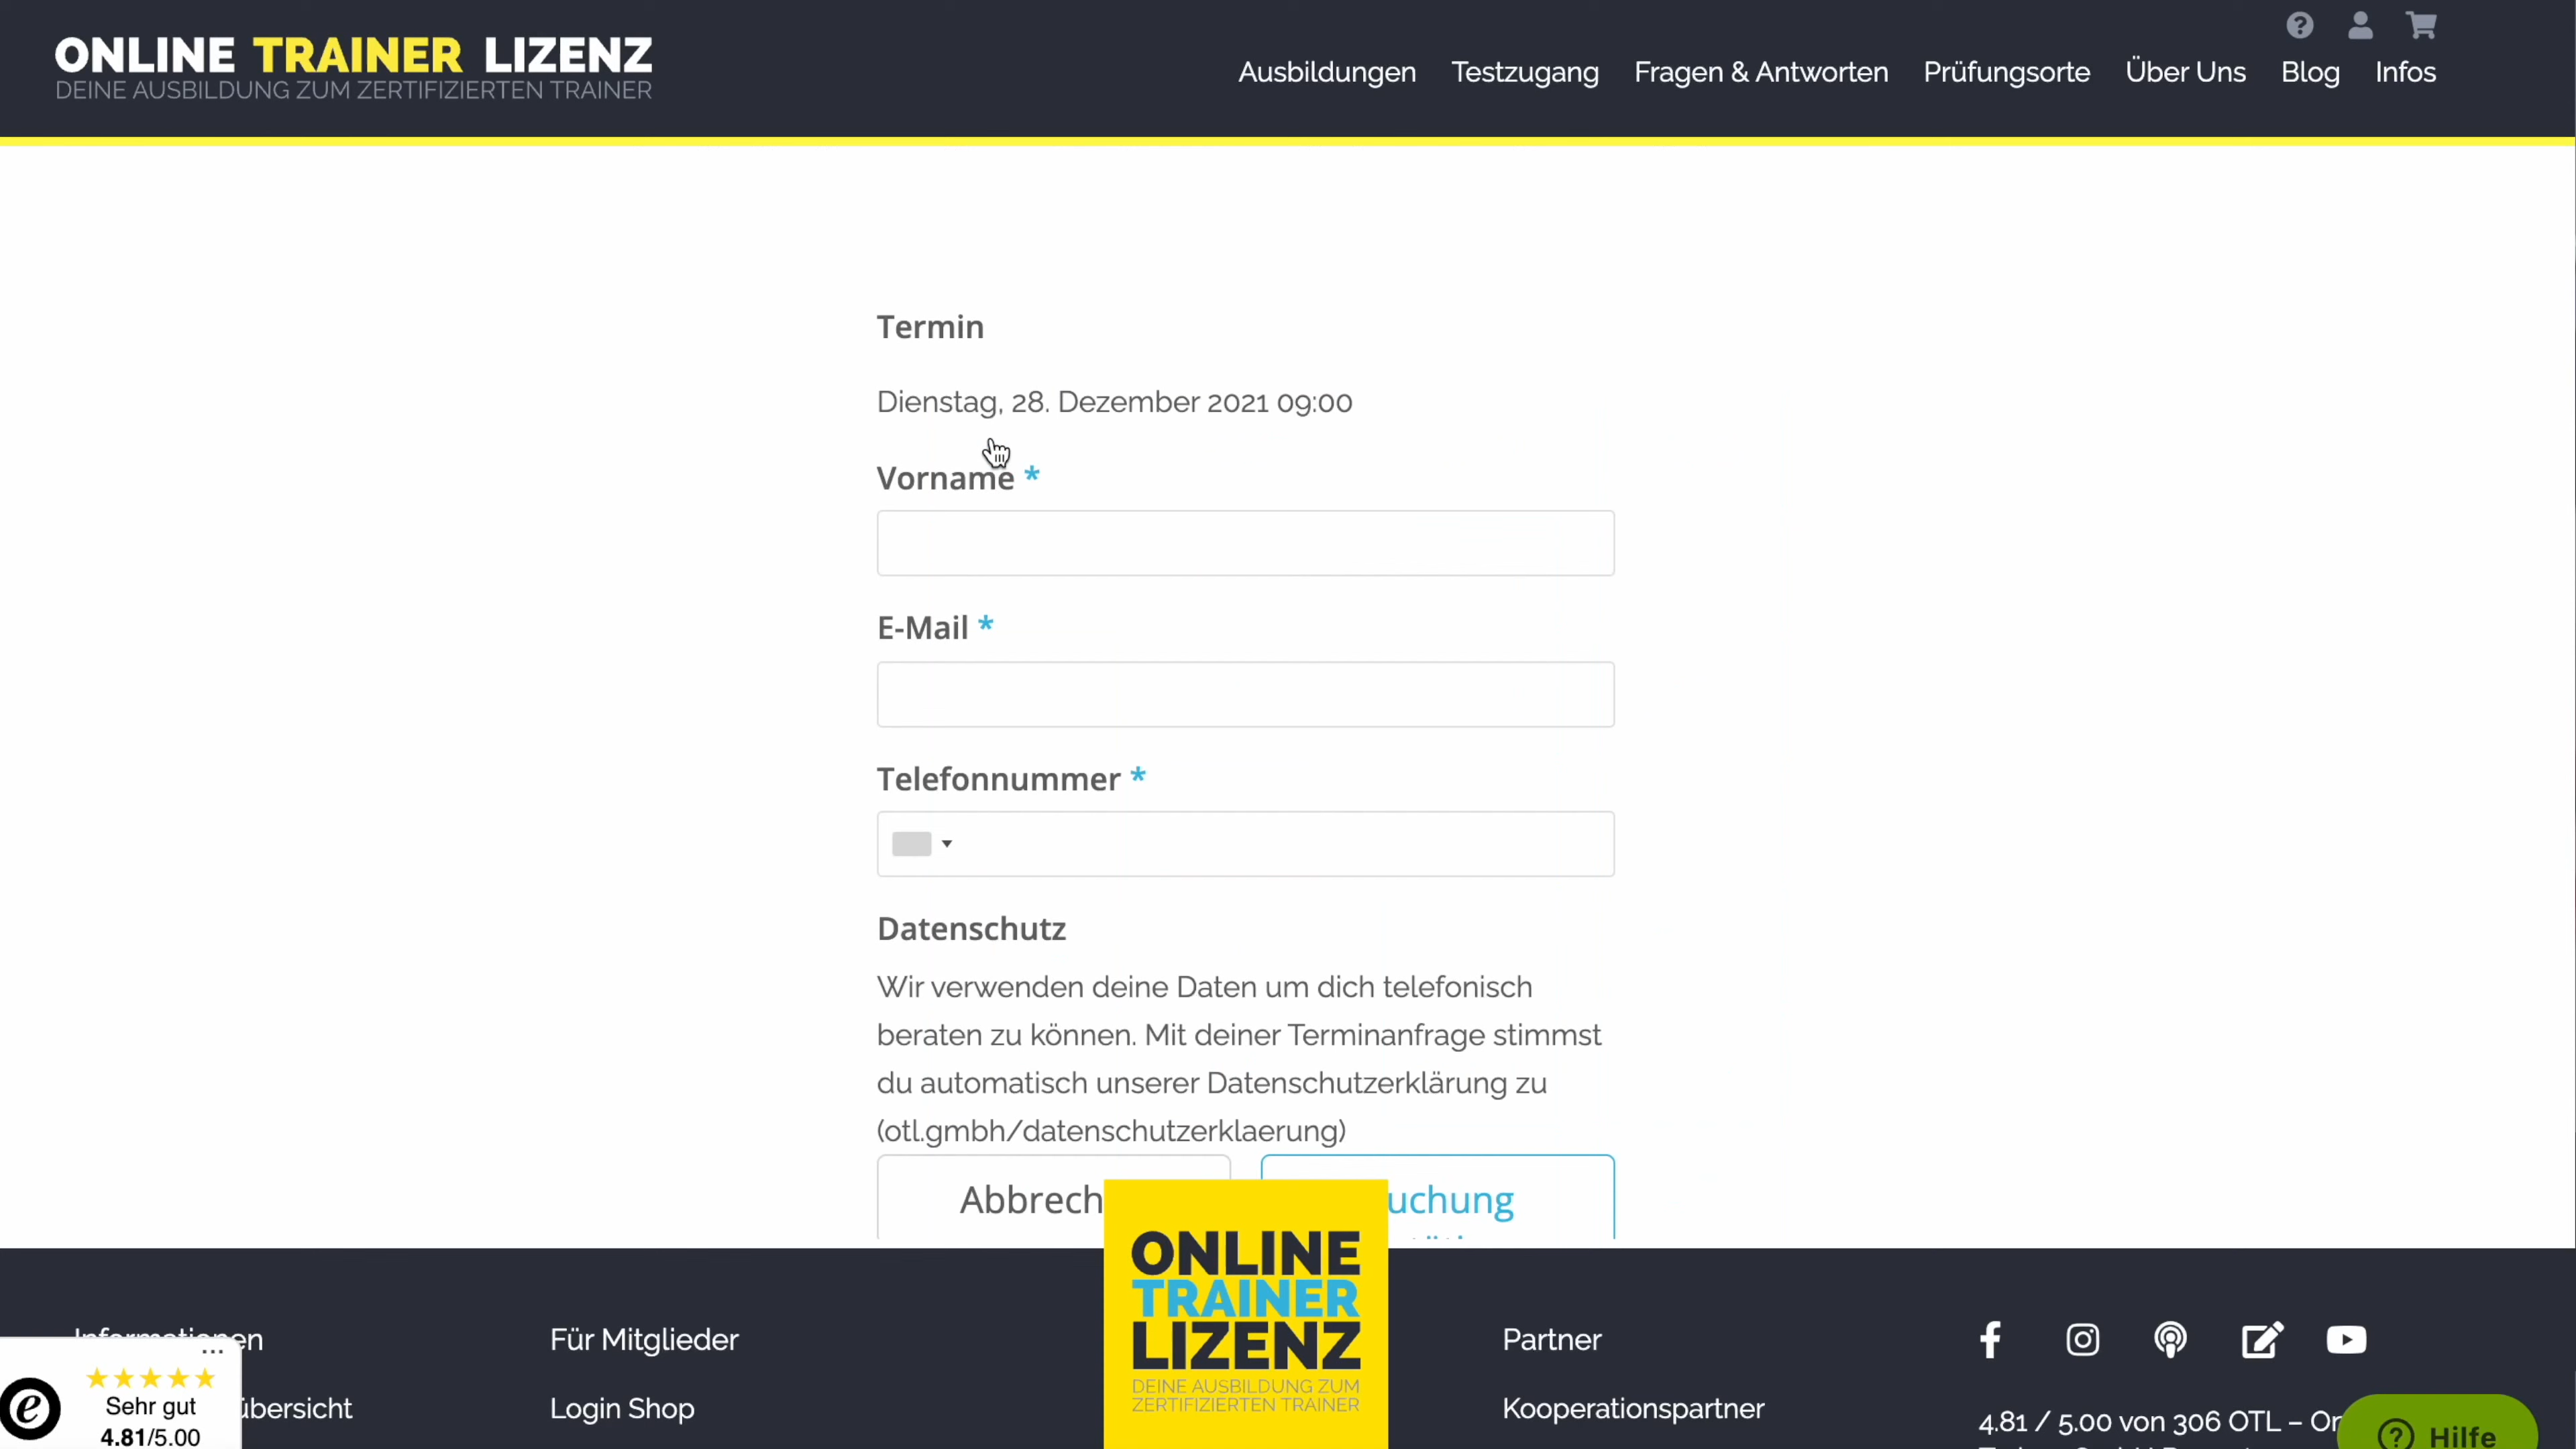 ONLINE TRAINER LIZENZ
DEINE AUSBILDUNG ZUM ZERTIFIZIERTEN TRAINER
Ausbildungen Testzugang Fragen & Antworten Prüfungsorte Über Uns Blog Infos
Termin
Dienstag, 28. Dezember 2021 09:00
Vorname *
E-Mail *
Telefonnummer *
Datenschutz
Wir verwenden deine Daten um dich telefonisch
beraten zu können. Mit deiner Terminanfrage stimmst
du automatisch unserer Datenschutzerklärung zu
(otl.gmbh/datenschutzerklaerung)
Abbrech
uchung
ONLINE
TRAINER
LIZENZ
DEINE AUSBILDUNG ZUM
ZERTIFIZIERTEN TRAINER
Informationen
übersicht
...
Sehr gut
4.81/5.00
Für Mitglieder
Login Shop
Partner
Kooperationspartner
4.81 / 5.00 von 306 OTL – On
Hilfe